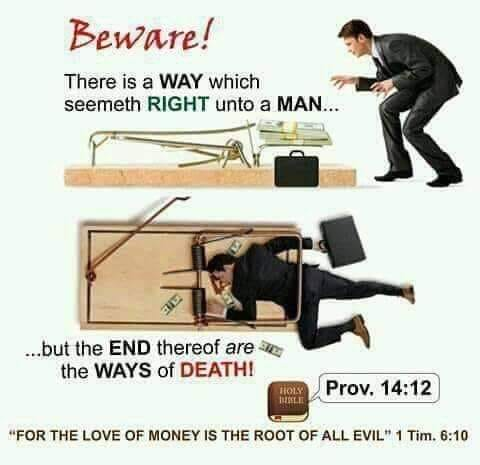 Beware!
There is a WAY which
seemeth RIGHT unto a MAN...
...but the END thereof are
the WAYS of DEATH!
HOLY
BIBLE
Prov. 14:12
"FOR THE LOVE OF MONEY IS THE ROOT OF ALL EVIL" 1 Tim. 6:10